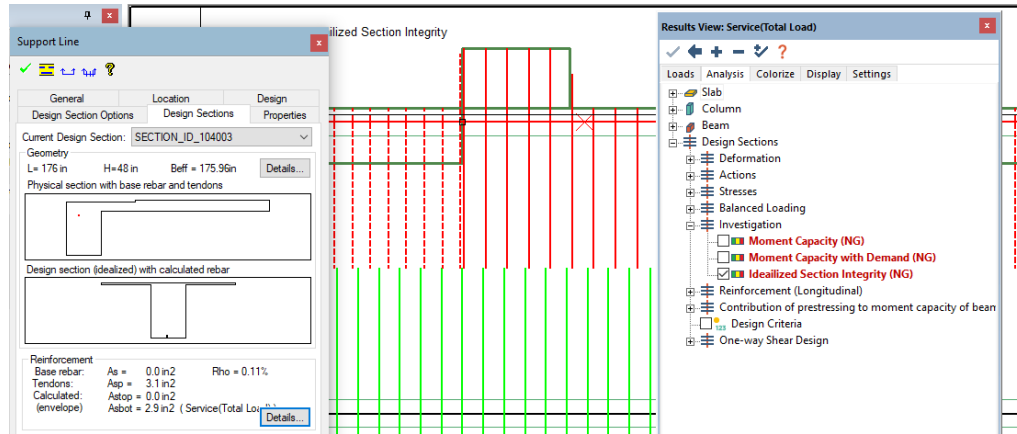 ilized Section Integrity
Support Line
General
Location
Design
Design Section Options
Design Sections
Properties
Current Design Section: SECTION_ID_104003
Geometry
L= 176 in H=48 in Beff = 175.96in Details...
Physical section with base rebar and tendons
Design section (idealized) with calculated rebar
Reinforcement
Base rebar: As = 0.0 in2 Rho = 0.11%
Tendons: Asp = 3.1 in2
Calculated: Astop = 0.0 in2
(envelope) Asbot = 2.9 in2 ( Service(Total Loa
Details...
Results View: Service(Total Load)
Loads Analysis Colorize Display Settings
Slab
Column
Beam
Design Sections
Deformation
Actions
Stresses
Balanced Loading
Investigation
Moment Capacity (NG)
Moment Capacity with Demand (NG)
Ideailized Section Integrity (NG)
Reinforcement (Longitudinal)
Contribution of prestressing to moment capacity of bean
123 Design Criteria
One-way Shear Design